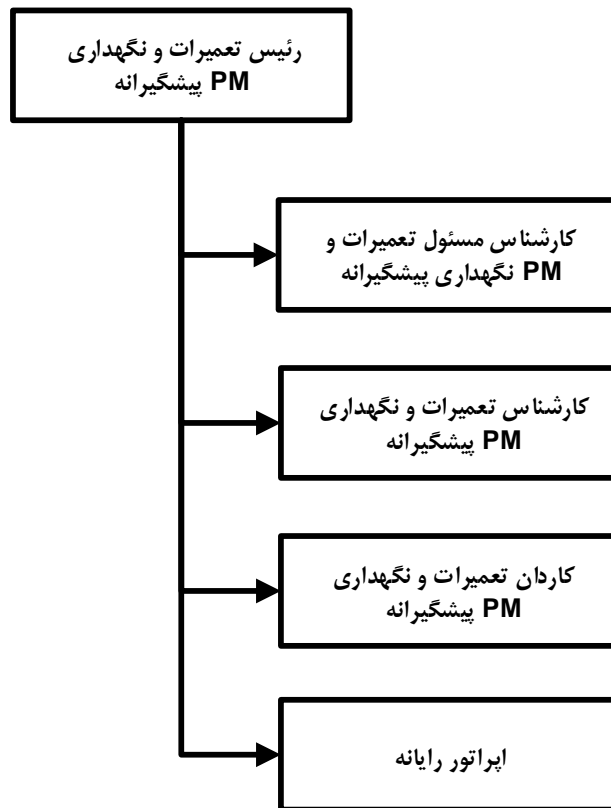 رئیس تعمیرات و نگهداری
پیشگیرانه PM
کارشناس مسئول تعمیرات و
نگهداری پیشگیرانه PM
کارشناس تعمیرات و نگهداری
پیشگیرانه PM
کاردان تعمیرات و نگهداری
پیشگیرانه PM
اپراتور رایانه